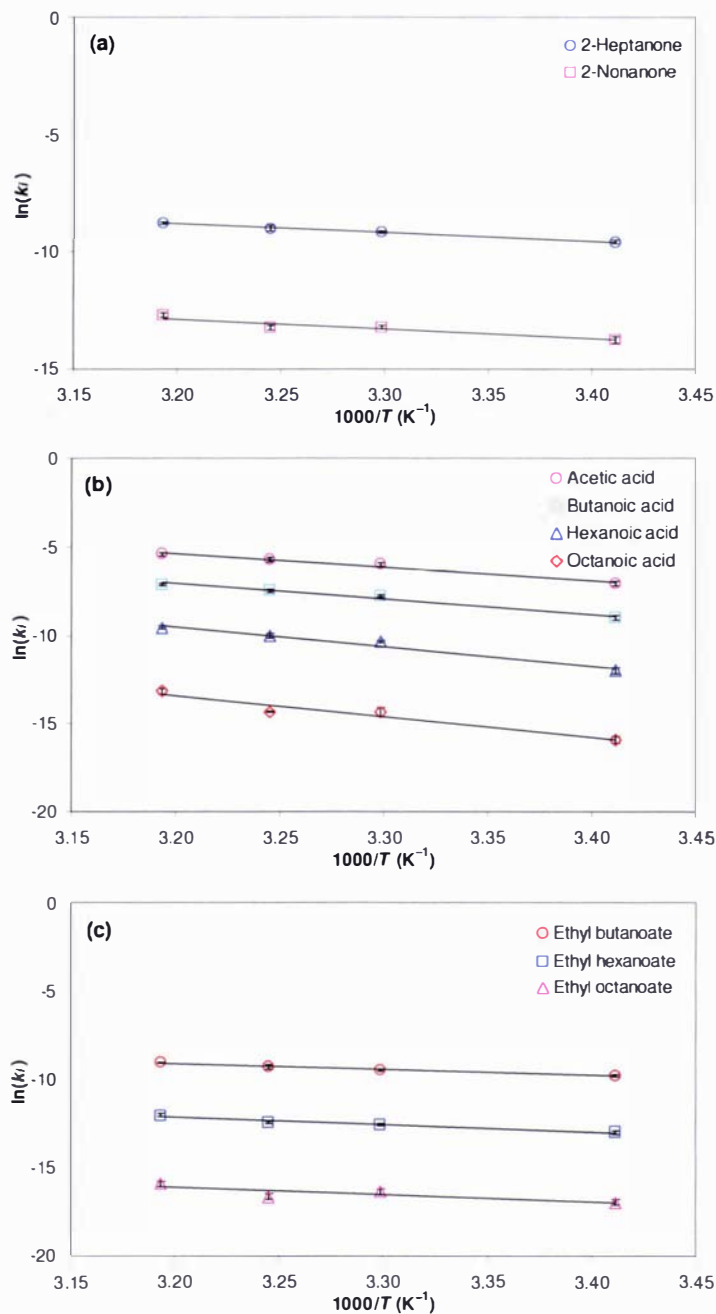 (a)
2-Heptanone
2-Nonanone
0
-5
-10
-15
ln(ki)
3.15 3.20 3.25 3.30 3.35 3.40 3.45
1000/T (K⁻¹)
(b)
Acetic acid
Butanoic acid
Hexanoic acid
Octanoic acid
0
-5
-10
-15
-20
ln(ki)
3.15 3.20 3.25 3.30 3.35 3.40 3.45
1000/T (K⁻¹)
(c)
Ethyl butanoate
Ethyl hexanoate
Ethyl octanoate
0
-5
-10
-15
-20
ln(ki)
3.15 3.20 3.25 3.30 3.35 3.40 3.45
1000/T (K⁻¹)